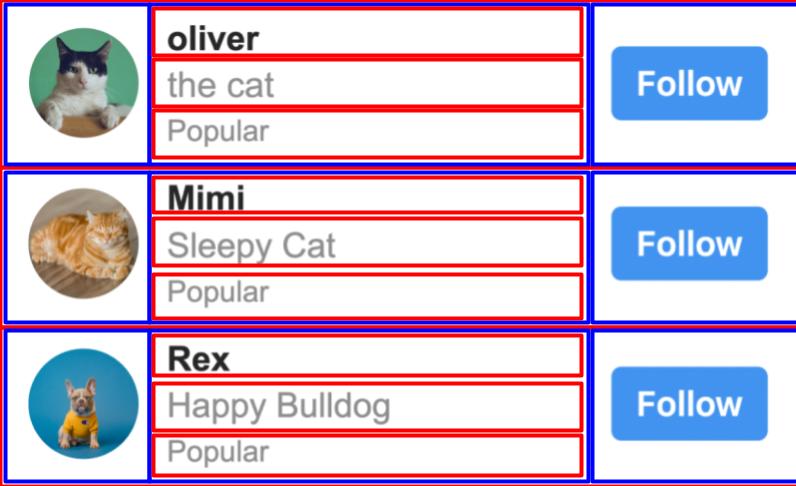 oliver
the cat
Popular
Follow
Mimi
Sleepy Cat
Popular
Follow
Rex
Happy Bulldog
Popular
Follow